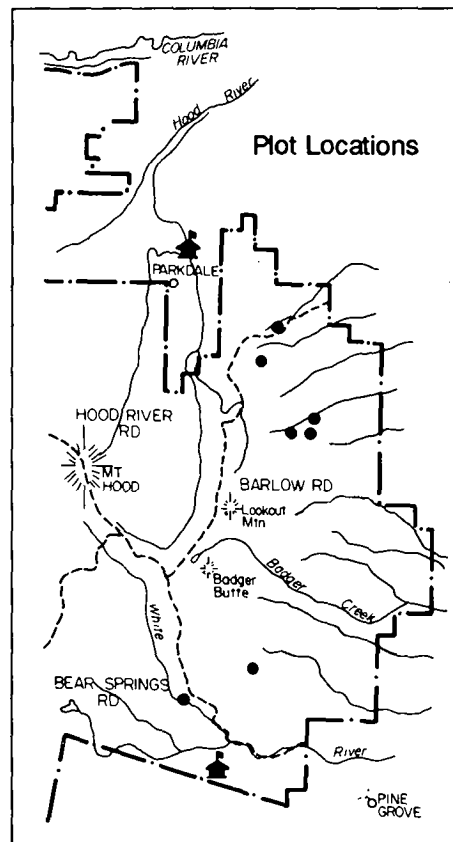 COLUMBIA
RIVER
Hood River
Plot Locations
PARKDALE
HOOD RIVER
RD
MT
HOOD
BARLOW RD
Lookout
Mtn
Badger
Butte
Badger Creek
White River
BEAR SPRINGS
RD
PINE
GROVE